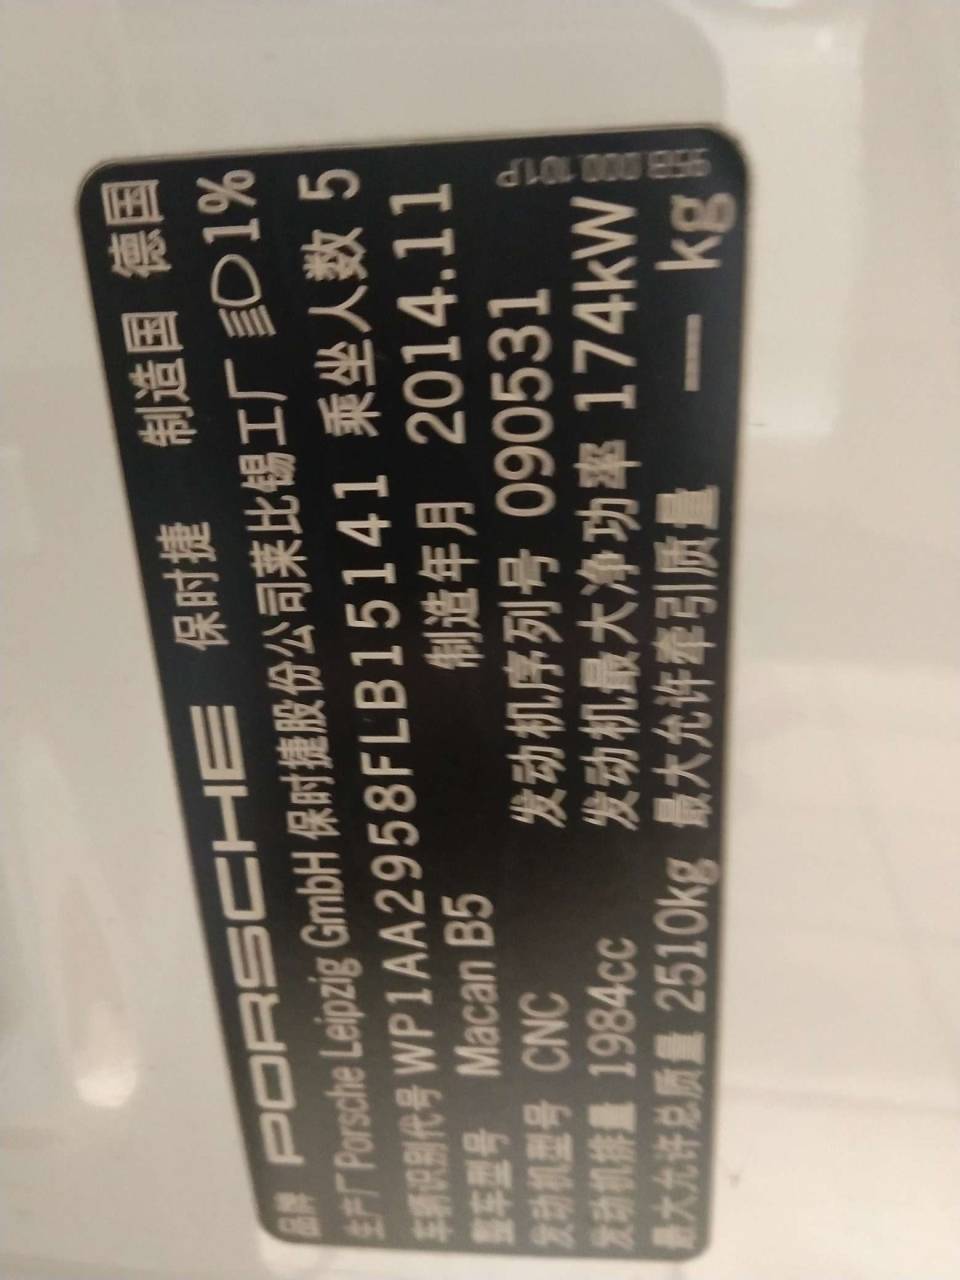 品牌 PORSCHE 保时捷 制造国 德国
生产厂 Porsche Leipzig GmbH 保时捷股份公司莱比锡工厂 1%
车辆识别代号 WP1AA2958FLB15141 乘坐人数 5
整车型号 Macan B5 制造年月 2014.11
发动机型号 CNC 发动机序列号 090531
发动机排量 1984cc 发动机最大净功率 174kW
最大允许总质量 2510kg 最大允许牵引质量 — kg
95B.000.101.P